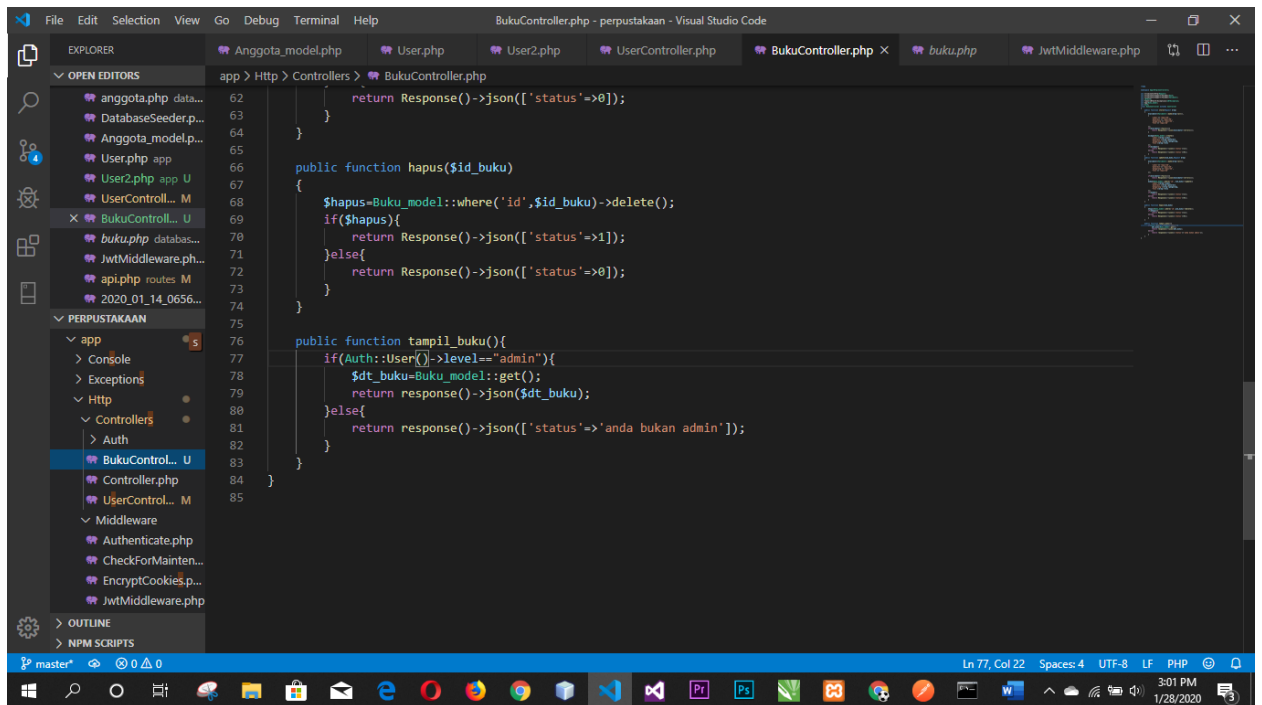 File Edit Selection View Go Debug Terminal Help
BukuController.php - perpustakaan - Visual Studio Code
EXPLORER
Anggota_model.php User.php User2.php UserController.php BukuController.php buku.php JwtMiddleware.php
OPEN EDITORS
anggota.php data...
DatabaseSeeder.p...
Anggota_model.p...
User.php app
User2.php app U
UserControll... M
BukuControll... U
buku.php databas...
JwtMiddleware.ph...
api.php routes M
2020_01_14_0656...
PERPUSTAKAAN
app s
Console
Exceptions
Http
Controllers
Auth
BukuControl... U
Controller.php
UserControl... M
Middleware
Authenticate.php
CheckForMainten...
EncryptCookies.p...
JwtMiddleware.php
OUTLINE
NPM SCRIPTS
4
app > Http > Controllers > BukuController.php
62 return Response()->json(['status'=>0]);
63 }
64 }
65
66 public function hapus($id_buku)
67 {
68 $hapus=Buku_model::where('id',$id_buku)->delete();
69 if($hapus){
70 return Response()->json(['status'=>1]);
71 }else{
72 return Response()->json(['status'=>0]);
73 }
74 }
75
76 public function tampil_buku(){
77 if(Auth::User()->level=="admin"){
78 $dt_buku=Buku_model::get();
79 return response()->json($dt_buku);
80 }else{
81 return response()->json(['status'=>'anda bukan admin']);
82 }
83 }
84 }
85
master* 0 0 Ln 77, Col 22 Spaces: 4 UTF-8 LF PHP
Pr Ps W
3:01 PM
1/28/2020
3